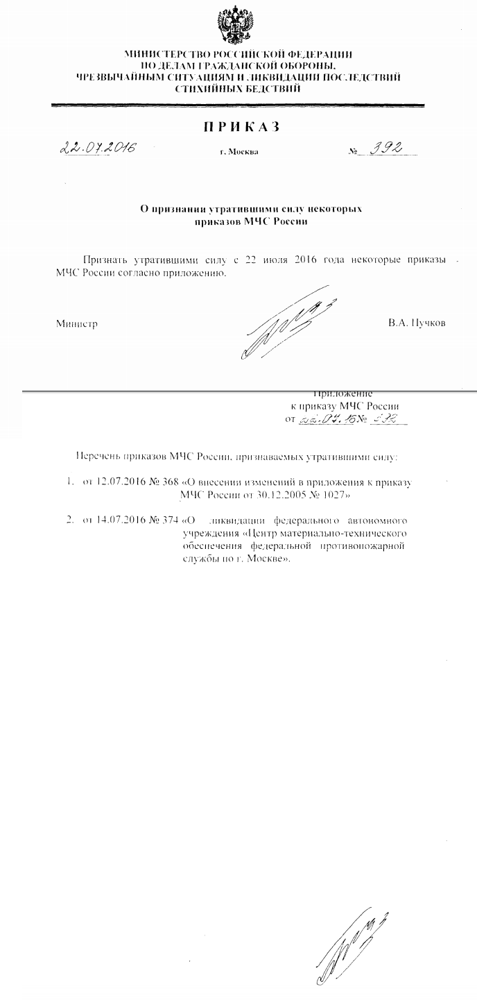 МИНИСТЕРСТВО РОССИЙСКОЙ ФЕДЕРАЦИИ
ПО ДЕЛАМ ГРАЖДАНСКОЙ ОБОРОНЫ,
ЧРЕЗВЫЧАЙНЫМ СИТУАЦИЯМ И ЛИКВИДАЦИИ ПОСЛЕДСТВИЙ
СТИХИЙНЫХ БЕДСТВИЙ
ПРИКАЗ
22.07.2016 г. Москва № 392
О признании утратившими силу некоторых
приказов МЧС России
Признать утратившими силу с 22 июля 2016 года некоторые приказы
МЧС России согласно приложению.
Министр В.А. Пучков
Приложение
к приказу МЧС России
от 22.07.16 № 392
Перечень приказов МЧС России, признаваемых утратившими силу:
1. от 12.07.2016 № 368 «О внесении изменений в приложения к приказу
МЧС России от 30.12.2005 № 1027»
2. от 14.07.2016 № 374 «О ликвидации федерального автономного
учреждения «Центр материально-технического
обеспечения федеральной противопожарной
службы по г. Москве».